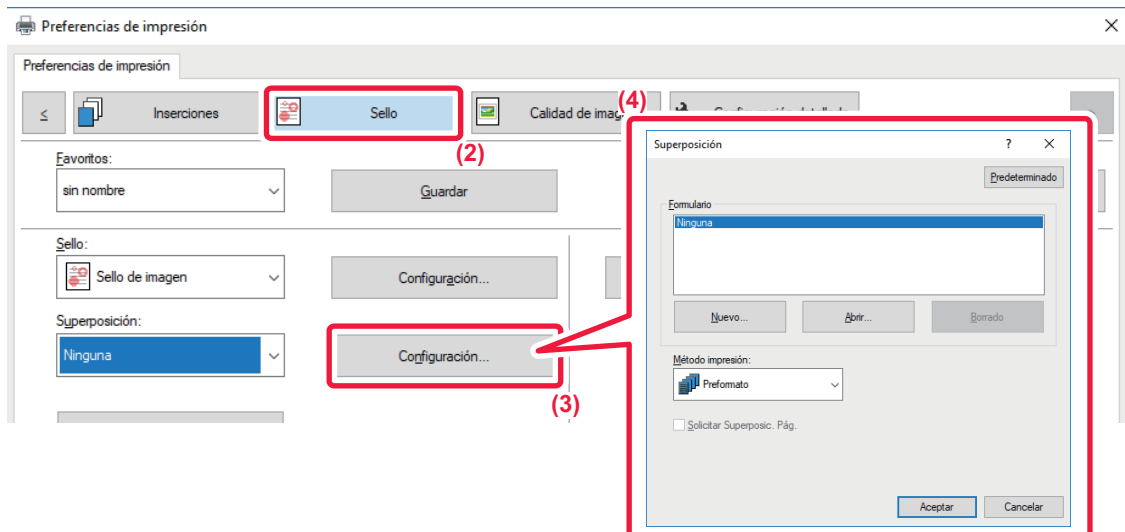 Preferencias de impresión
Preferencias de impresión
≤
Inserciones
Sello
Calidad de imag
(4)
(2)
Favoritos:
sin nombre
Guardar
Sello:
Sello de imagen
Configuración...
Superposición:
Ninguna
Configuración...
(3)
Superposición
?
Predeterminado
Formulario
Ninguna
Nuevo...
Abrir...
Borrado
Método impresión:
Preformato
Solicitar Superposic. Pág.
Aceptar
Cancelar